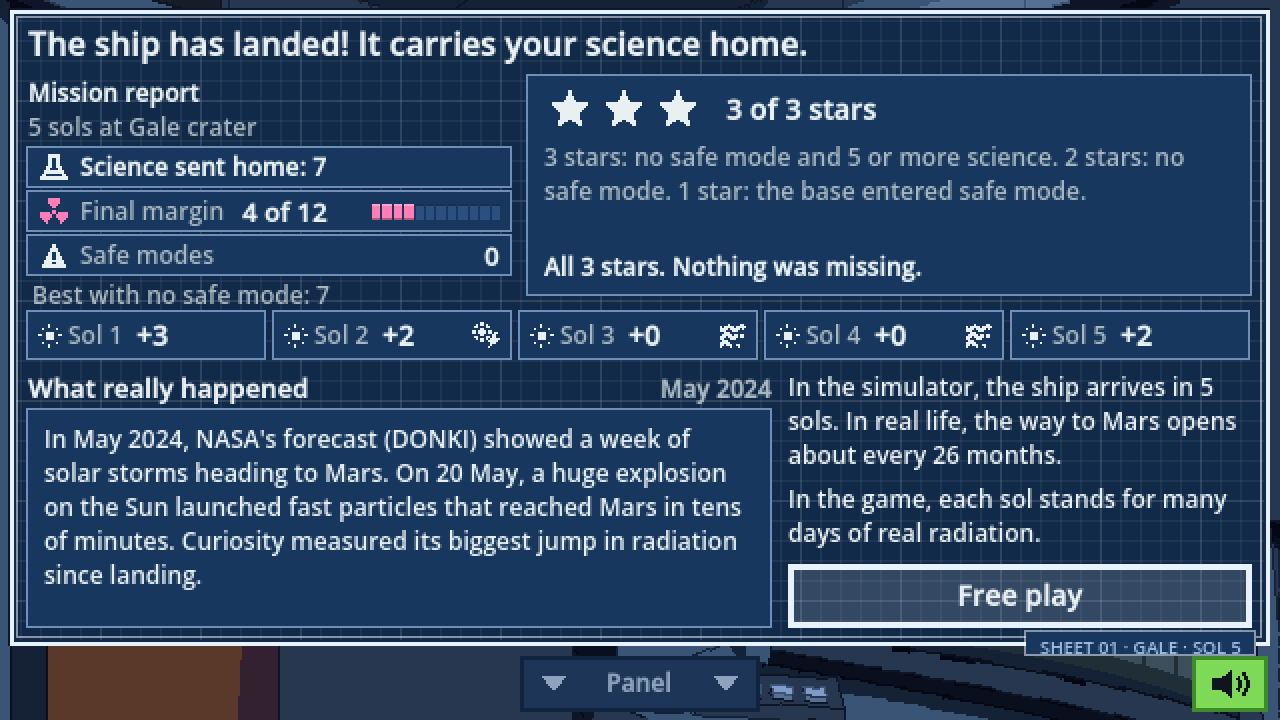 The ship has landed! It carries your science home.
Mission report
5 sols at Gale crater
Science sent home: 7
Final margin 4 of 12
Safe modes 0
Best with no safe mode: 7
3 of 3 stars
3 stars: no safe mode and 5 or more science. 2 stars: no
safe mode. 1 star: the base entered safe mode.
All 3 stars. Nothing was missing.
Sol 1 +3
Sol 2 +2
Sol 3 +0
Sol 4 +0
Sol 5 +2
What really happened
May 2024
In May 2024, NASA's forecast (DONKI) showed a week of
solar storms heading to Mars. On 20 May, a huge explosion
on the Sun launched fast particles that reached Mars in tens
of minutes. Curiosity measured its biggest jump in radiation
since landing.
In the simulator, the ship arrives in 5
sols. In real life, the way to Mars opens
about every 26 months.
In the game, each sol stands for many
days of real radiation.
Free play
SHEET 01 · GALE · SOL 5
Panel